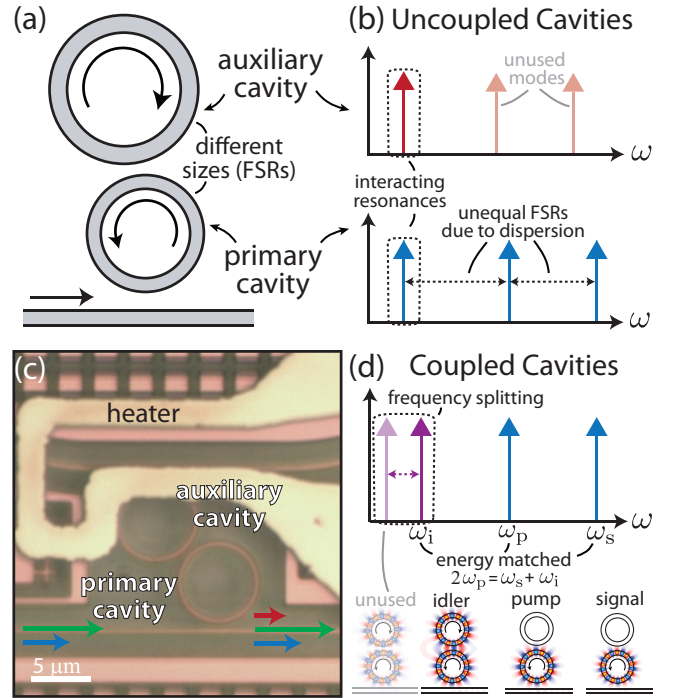 (a)
auxiliary
cavity
different
sizes (FSRs)
primary
cavity
(b) Uncoupled Cavities
unused
modes
ω
interacting
resonances
unequal FSRs
due to dispersion
ω
(c)
heater
auxiliary
cavity
primary
cavity
5 μm
(d) Coupled Cavities
frequency splitting
ω
ωi ωp ωs
energy matched
2ωp=ωs+ωi
unused idler pump signal